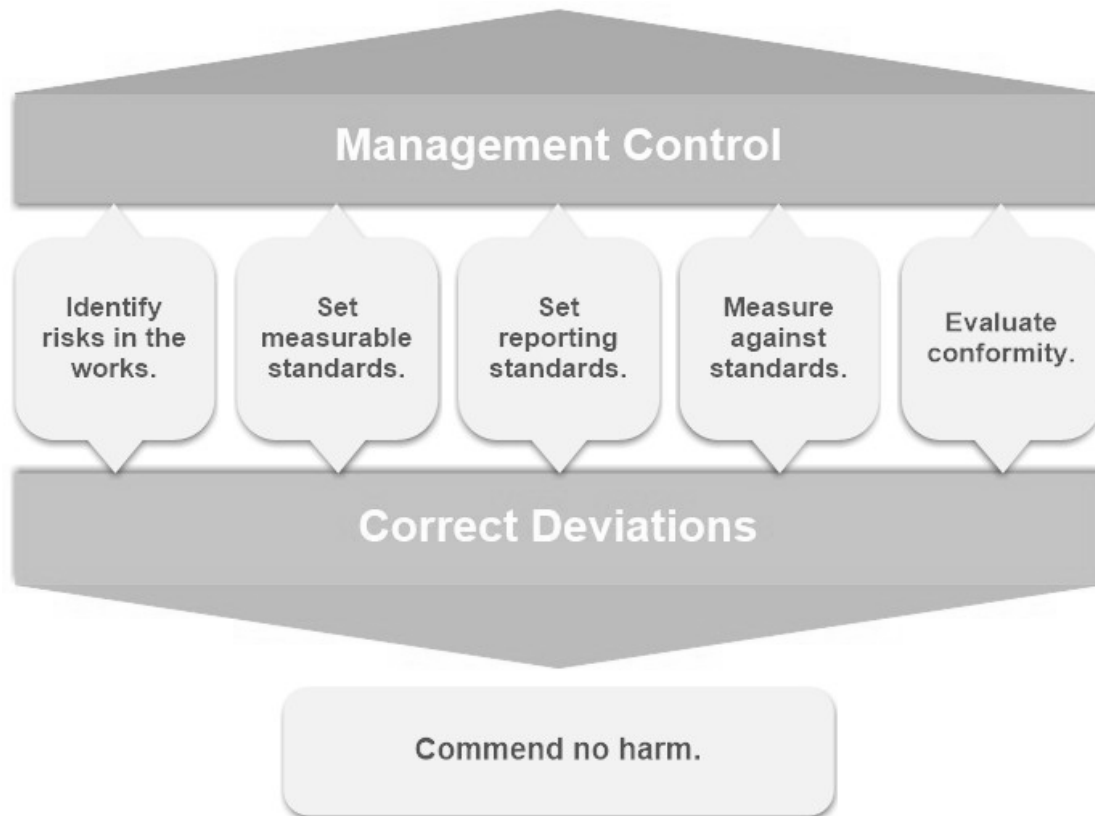 Management Control
Identify
risks in the
works.
Set
measurable
standards.
Set
reporting
standards.
Measure
against
standards.
Evaluate
conformity.
Correct Deviations
Commend no harm.